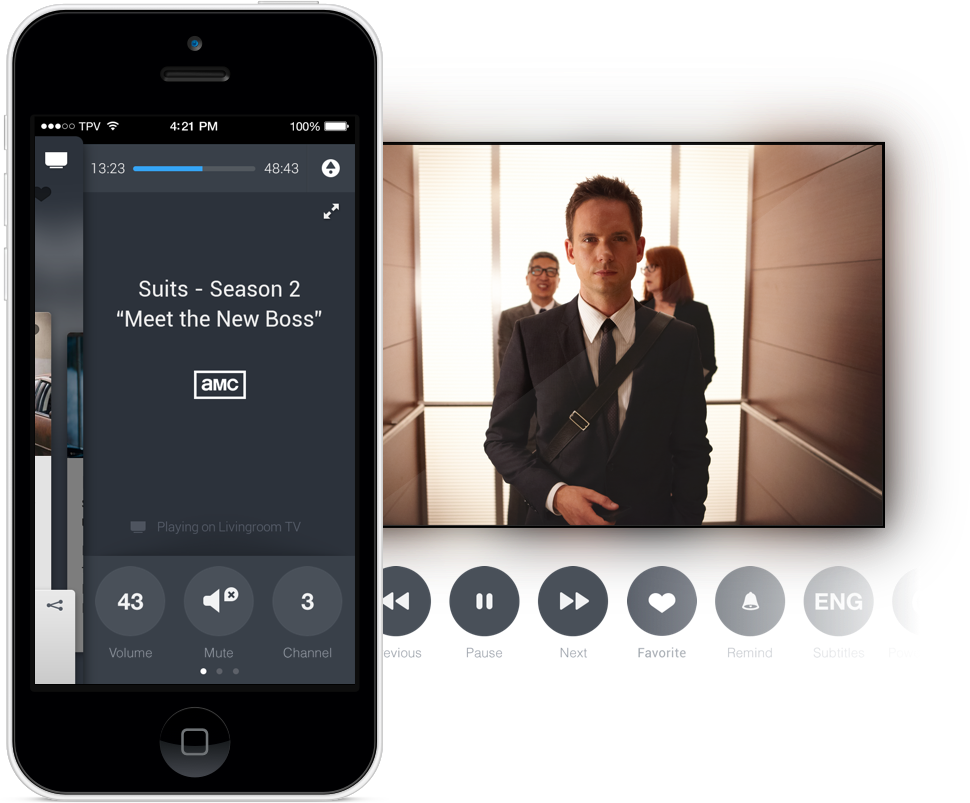 TPV 4:21 PM 100%
13:23 48:43
Suits - Season 2
“Meet the New Boss”
aMC
Playing on Livingroom TV
43 3 ENG
Volume Mute Channel evious Pause Next Favorite Remind Subtitles